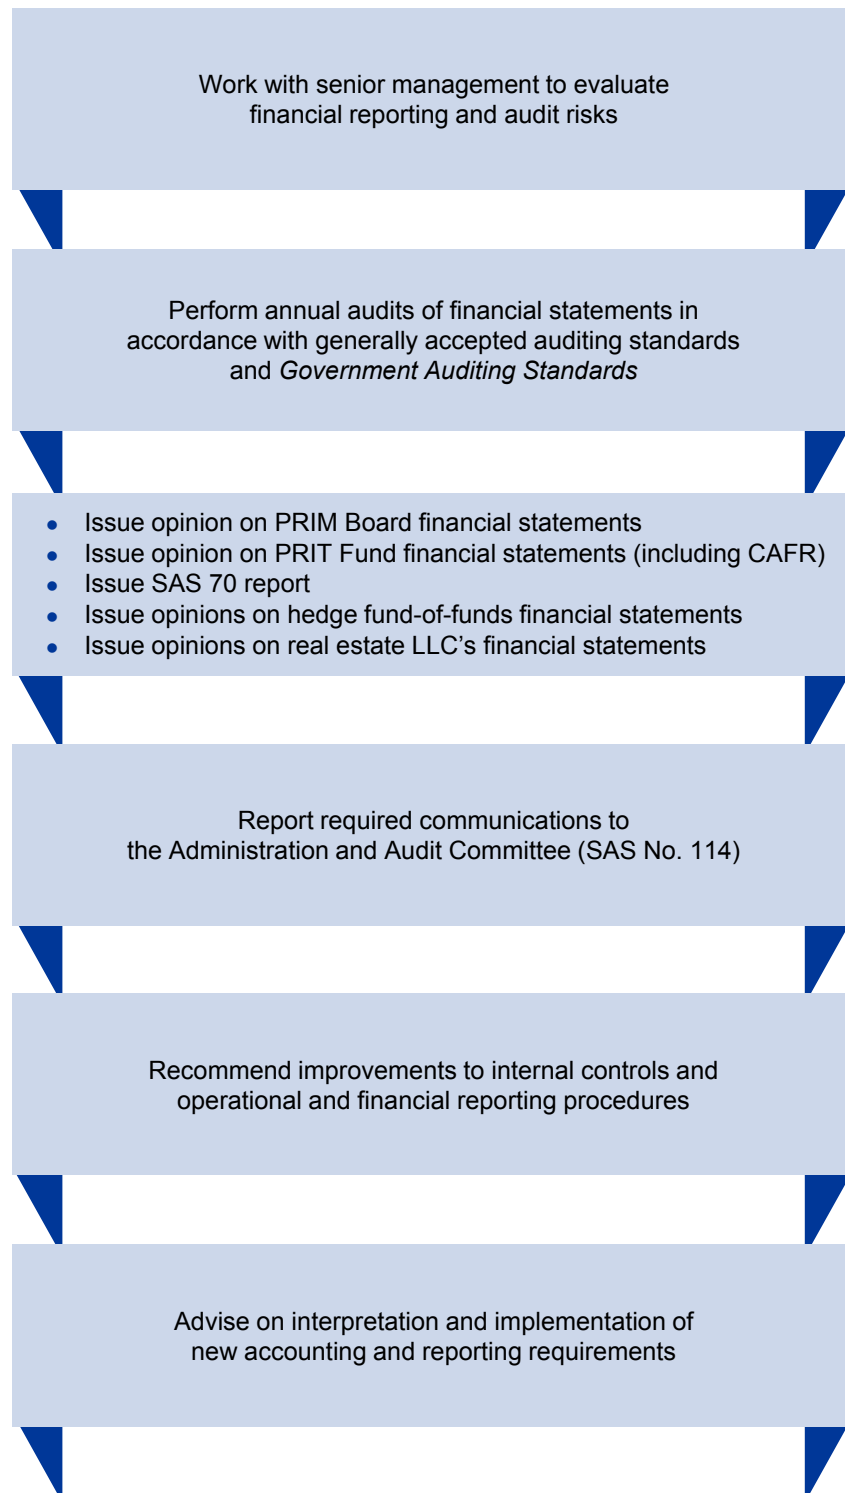 Work with senior management to evaluate
financial reporting and audit risks
Perform annual audits of financial statements in
accordance with generally accepted auditing standards
and Government Auditing Standards
• Issue opinion on PRIM Board financial statements
• Issue opinion on PRIT Fund financial statements (including CAFR)
• Issue SAS 70 report
• Issue opinions on hedge fund-of-funds financial statements
• Issue opinions on real estate LLC’s financial statements
Report required communications to
the Administration and Audit Committee (SAS No. 114)
Recommend improvements to internal controls and
operational and financial reporting procedures
Advise on interpretation and implementation of
new accounting and reporting requirements